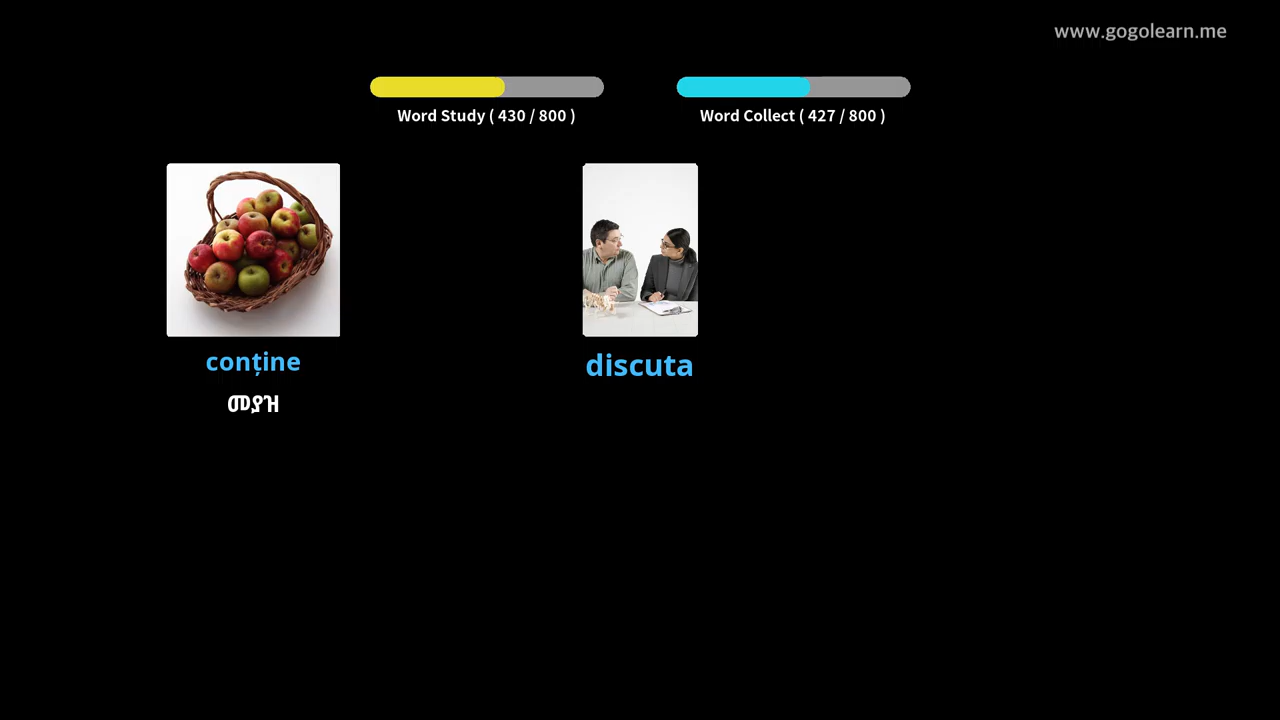 www.gogolearn.me
Word Study ( 430 / 800 )
Word Collect ( 427 / 800 )
conține
መያዝ
discuta